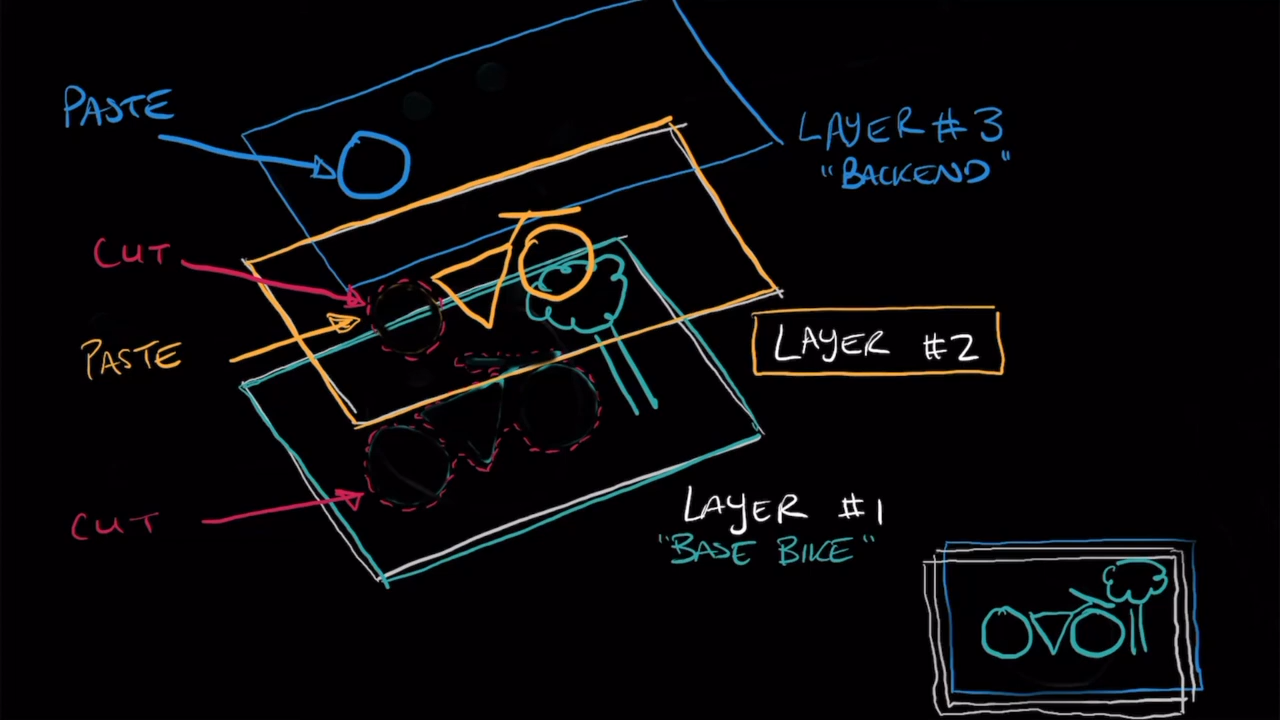 PASTE
LAYER #3
"BACKEND"
CUT
PASTE
LAYER #2
CUT
LAYER #1
"BASE BIKE"